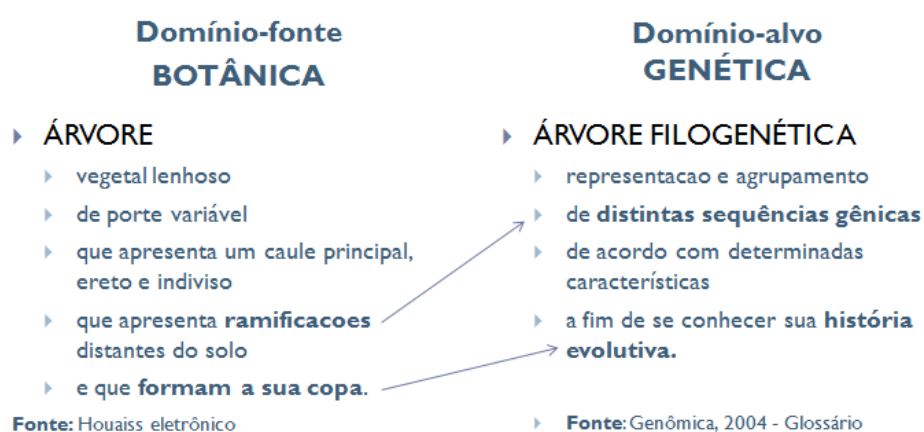 Domínio-fonte
BOTÂNICA
ÁRVORE
vegetal lenhoso
de porte variável
que apresenta um caule principal,
ereto e indiviso
que apresenta ramificacoes
distantes do solo
e que formam a sua copa.
Fonte: Houaiss eletrônico
Domínio-alvo
GENÉTICA
ÁRVORE FILOGENÉTICA
representacao e agrupamento
de distintas sequências gênicas
de acordo com determinadas
características
a fim de se conhecer sua história
evolutiva.
Fonte: Genômica, 2004 - Glossário